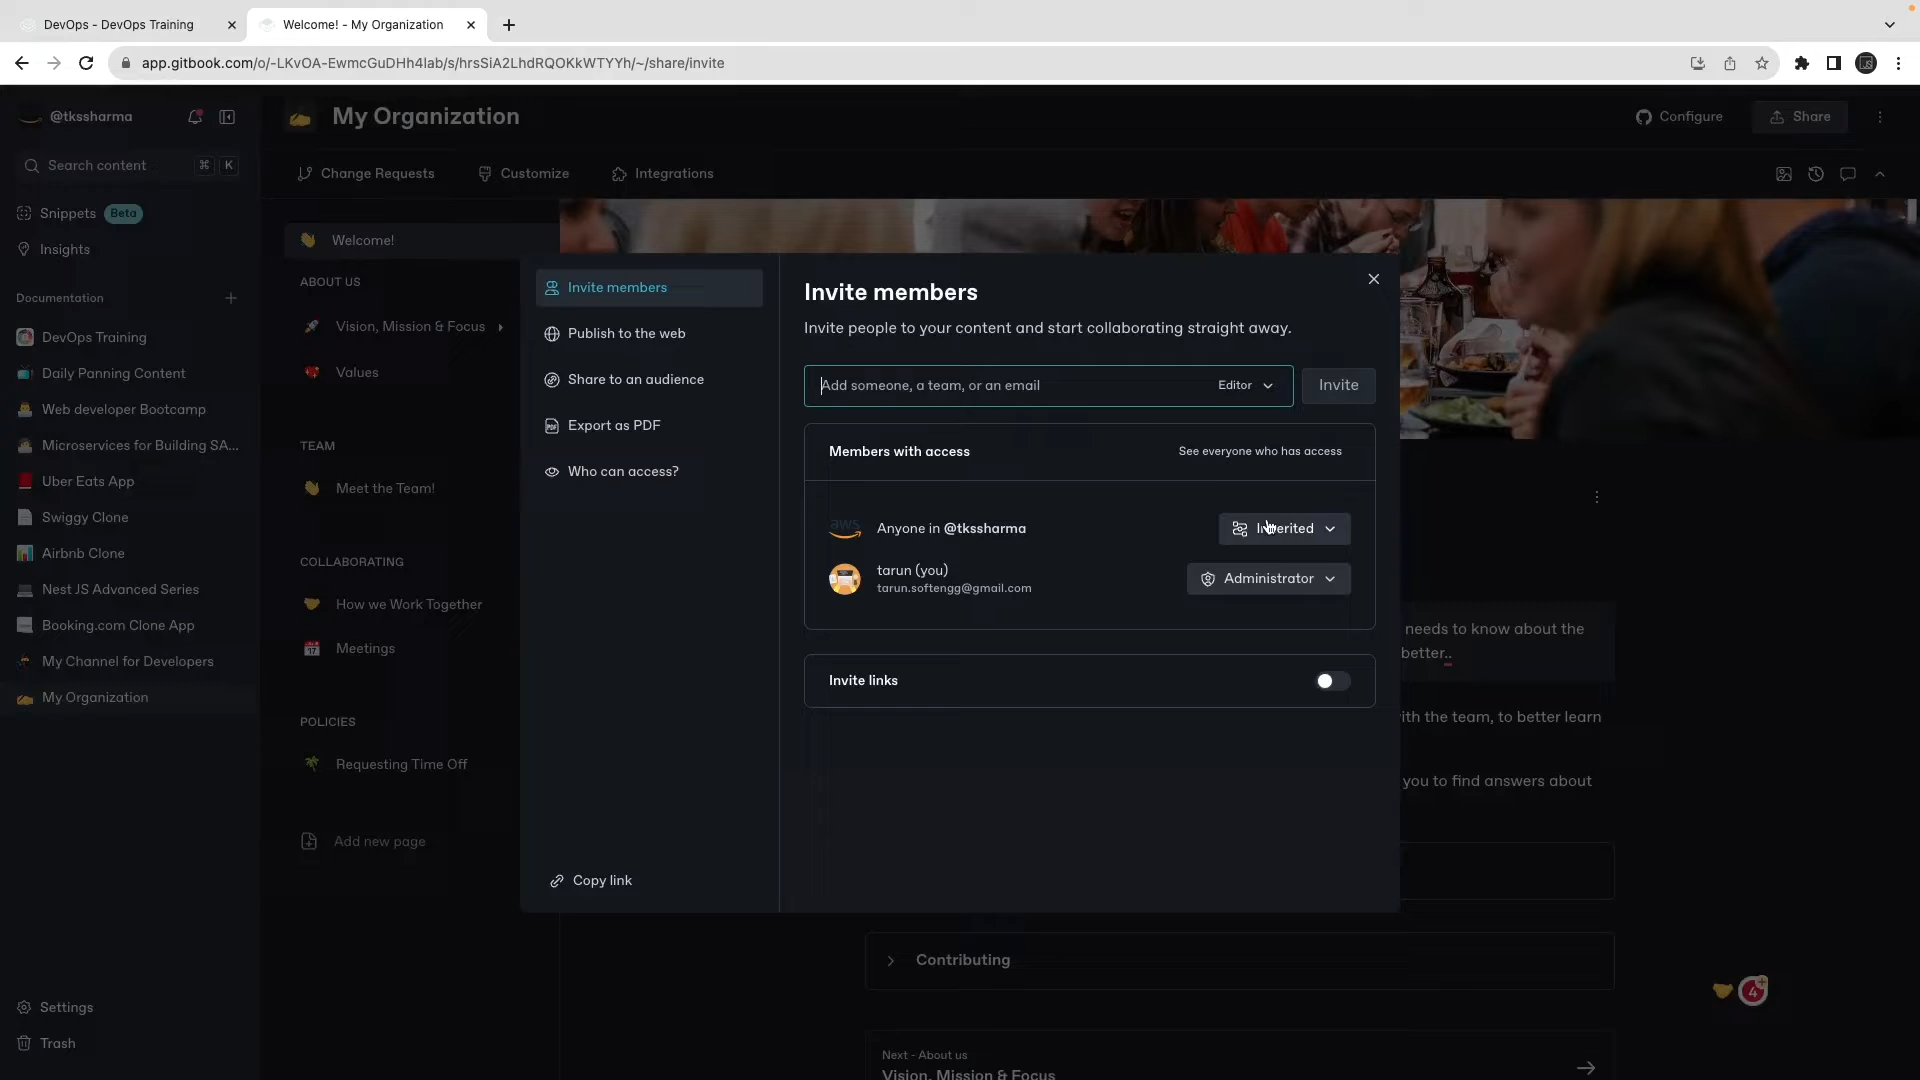 DevOps - DevOps Training
Welcome! - My Organization
app.gitbook.com/o/-LKvOA-EwmcGuDHh4lab/s/hrsSiA2LhdRQOKkWTYYh/~/share/invite
@tkssharma
Search content
⌘ K
Snippets Beta
Insights
Documentation
DevOps Training
Daily Panning Content
Web developer Bootcamp
Microservices for Building SA...
Uber Eats App
Swiggy Clone
Airbnb Clone
Nest JS Advanced Series
Booking.com Clone App
My Channel for Developers
My Organization
Settings
Trash
My Organization
Configure
Share
Change Requests
Customize
Integrations
Welcome!
ABOUT US
Vision, Mission & Focus
Values
TEAM
Meet the Team!
COLLABORATING
How we Work Together
Meetings
POLICIES
Requesting Time Off
Add new page
Invite members
Publish to the web
Share to an audience
Export as PDF
Who can access?
Copy link
Invite members
Invite people to your content and start collaborating straight away.
Add someone, a team, or an email
Editor
Invite
Members with access
See everyone who has access
aws
Anyone in @tkssharma
Inherited
tarun (you)
tarun.softengg@gmail.com
Administrator
Invite links
needs to know about the
better..
ith the team, to better learn
you to find answers about
Contributing
4
Next - About us
Vision, Mission & Focus